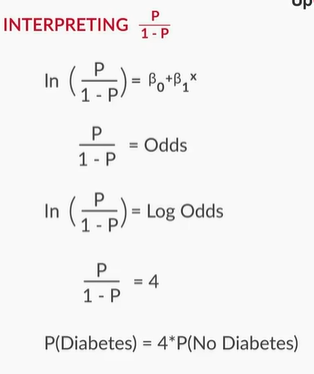 INTERPRETING P / 1 - P
ln ( P / 1 - P ) = β₀+β₁ˣ
P / 1 - P = Odds
ln ( P / 1 - P ) = Log Odds
P / 1 - P = 4
P(Diabetes) = 4*P(No Diabetes)